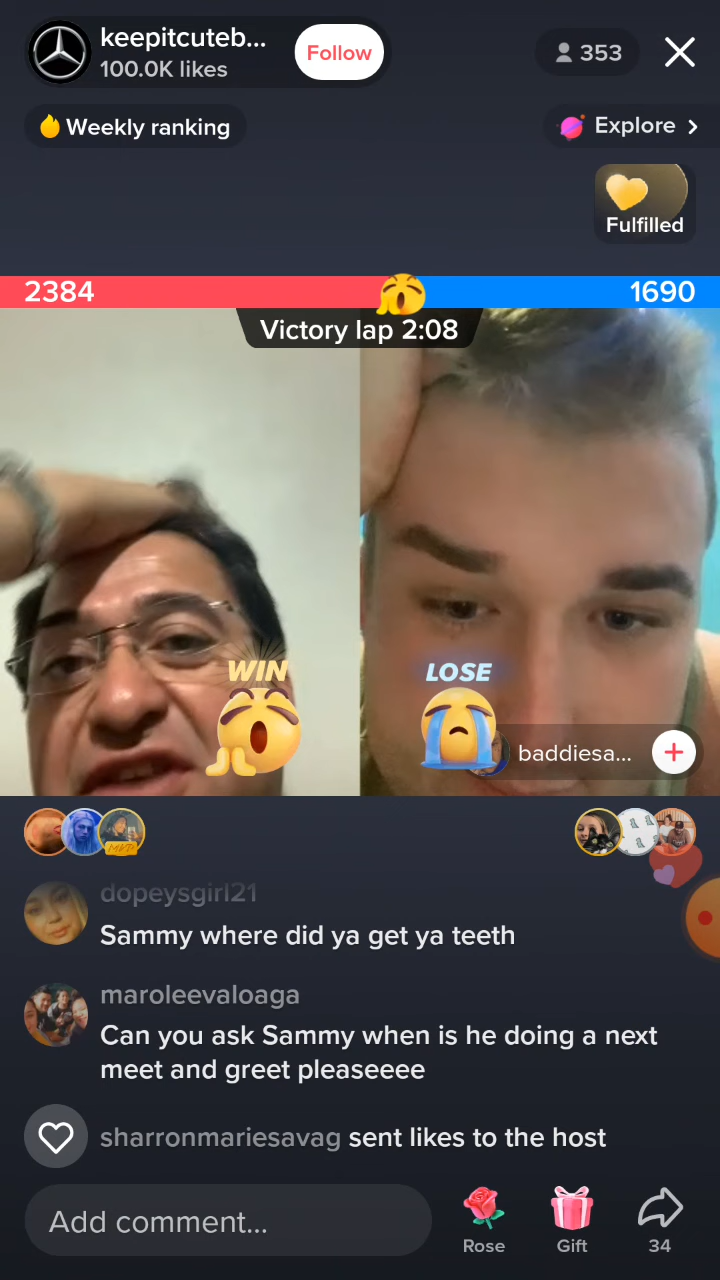 keepitcuteb...
100.0K likes
Follow
353
Weekly ranking
Explore
Fulfilled
2384
1690
Victory lap 2:08
WIN
LOSE
baddiesa...
MVP
dopeysgirl21
Sammy where did ya get ya teeth
maroleevaloaga
Can you ask Sammy when is he doing a next
meet and greet pleaseeee
sharronmariesavag sent likes to the host
Add comment...
Rose
Gift
34